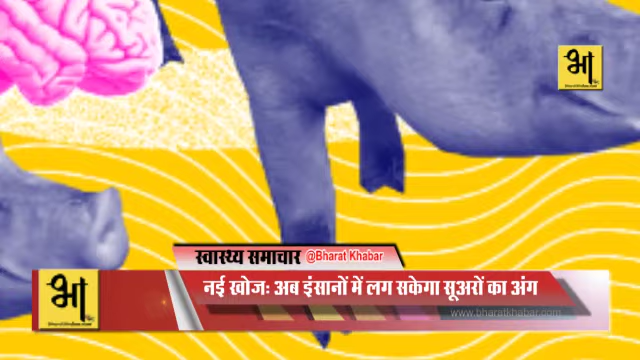 भा
स्वास्थ्य समाचार @Bharat Khabar
भा
नई खोजः अब इंसानों में लग सकेगा सूअरों का अंग
www.bharatkhabar.com